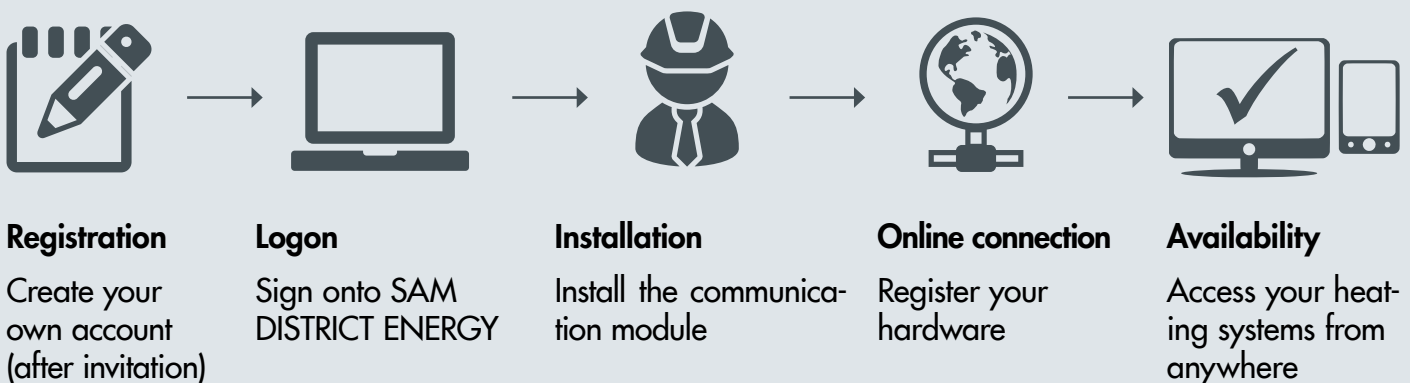 Registration
Create your
own account
(after invitation)
Logon
Sign onto SAM
DISTRICT ENERGY
Installation
Install the communica-
tion module
Online connection
Register your
hardware
Availability
Access your heat-
ing systems from
anywhere